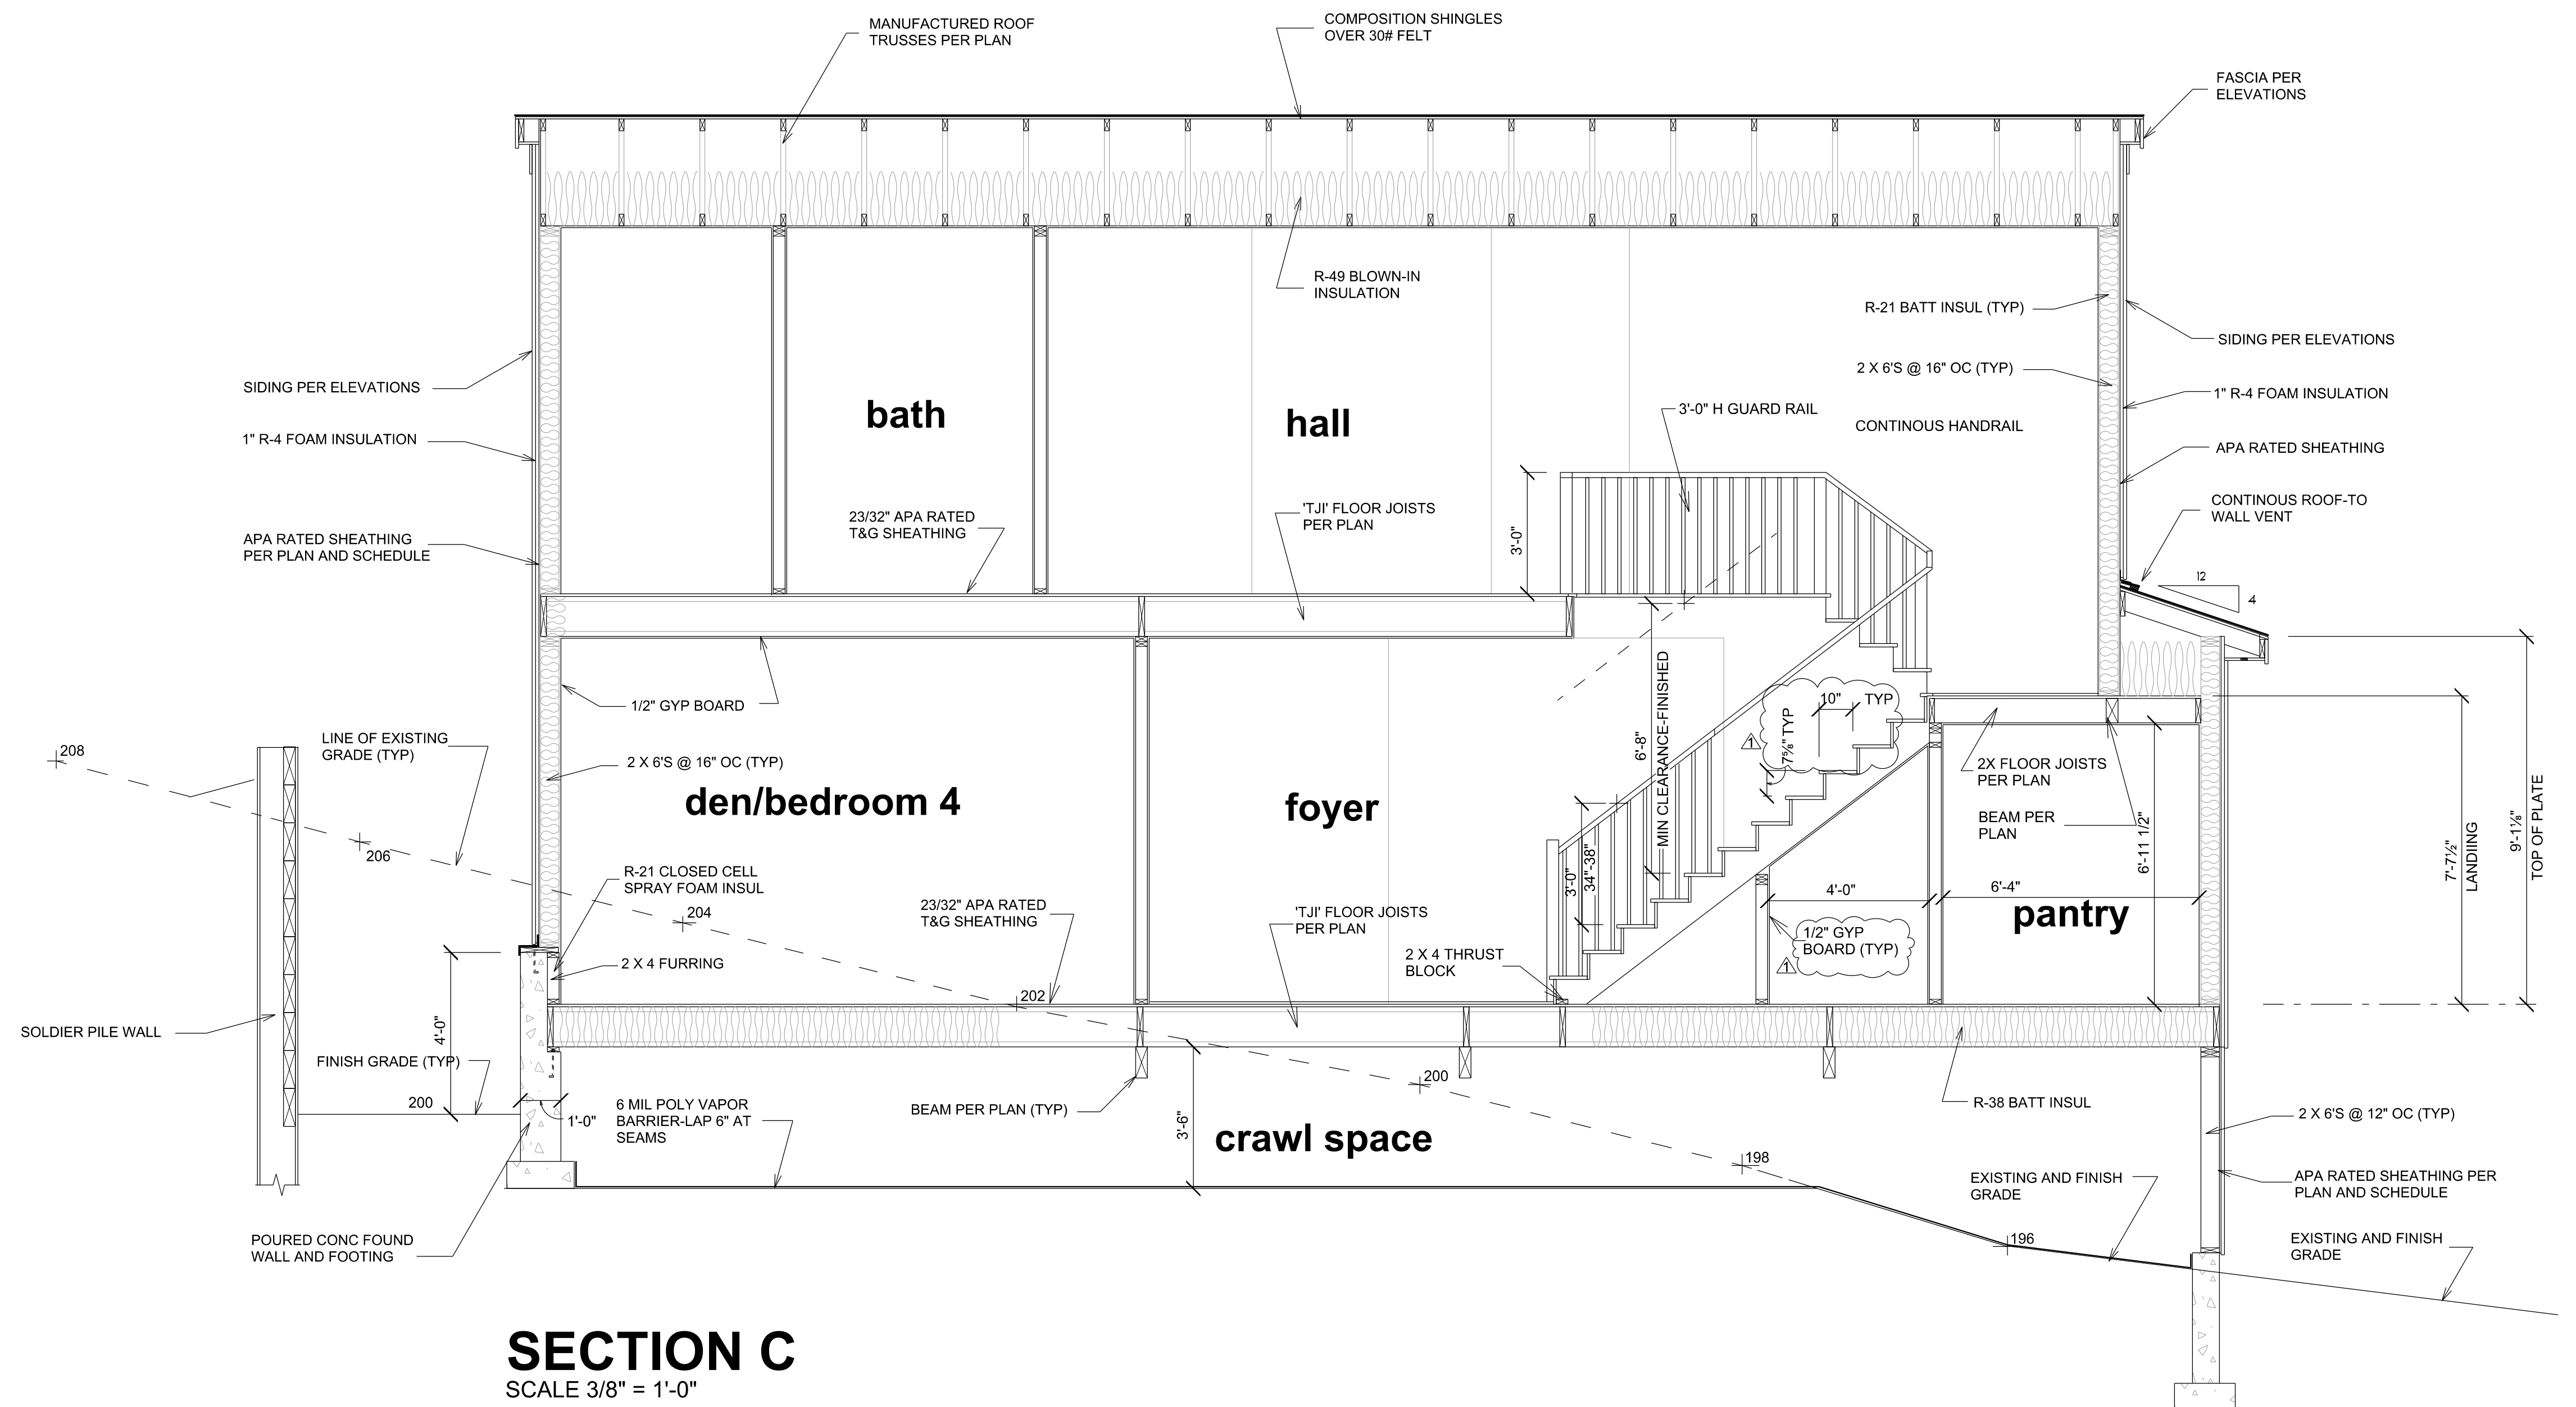 MANUFACTURED ROOF
TRUSSES PER PLAN
COMPOSITION SHINGLES
OVER 30# FELT
FASCIA PER
ELEVATIONS
R-49 BLOWN-IN
INSULATION
R-21 BATT INSUL (TYP)
SIDING PER ELEVATIONS
2 X 6'S @ 16" OC (TYP)
SIDING PER ELEVATIONS
1" R-4 FOAM INSULATION
bath
hall
3'-0" H GUARD RAIL
CONTINOUS HANDRAIL
1" R-4 FOAM INSULATION
APA RATED SHEATHING
CONTINOUS ROOF-TO
WALL VENT
23/32" APA RATED
T&G SHEATHING
'TJI' FLOOR JOISTS
PER PLAN
3'-0"
APA RATED SHEATHING
PER PLAN AND SCHEDULE
12
4
1/2" GYP BOARD
6'-8"
MIN CLEARANCE-FINISHED
7⅝" TYP
10" TYP
1
208
LINE OF EXISTING
GRADE (TYP)
2 X 6'S @ 16" OC (TYP)
den/bedroom 4
foyer
2X FLOOR JOISTS
PER PLAN
BEAM PER
PLAN
6'-11 1/2"
7'-7½"
LANDIING
9'-1⅛"
TOP OF PLATE
206
R-21 CLOSED CELL
SPRAY FOAM INSUL
204
23/32" APA RATED
T&G SHEATHING
'TJI' FLOOR JOISTS
PER PLAN
3'-0"
34"-38"
4'-0"
6'-4"
pantry
1/2" GYP
BOARD (TYP)
1
2 X 4 FURRING
2 X 4 THRUST
BLOCK
202
SOLDIER PILE WALL
4'-0"
FINISH GRADE (TYP)
200
1'-0"
6 MIL POLY VAPOR
BARRIER-LAP 6" AT
SEAMS
BEAM PER PLAN (TYP)
3'-6"
crawl space
200
R-38 BATT INSUL
2 X 6'S @ 12" OC (TYP)
198
EXISTING AND FINISH
GRADE
APA RATED SHEATHING PER
PLAN AND SCHEDULE
POURED CONC FOUND
WALL AND FOOTING
196
EXISTING AND FINISH
GRADE
SECTION C
SCALE 3/8" = 1'-0"